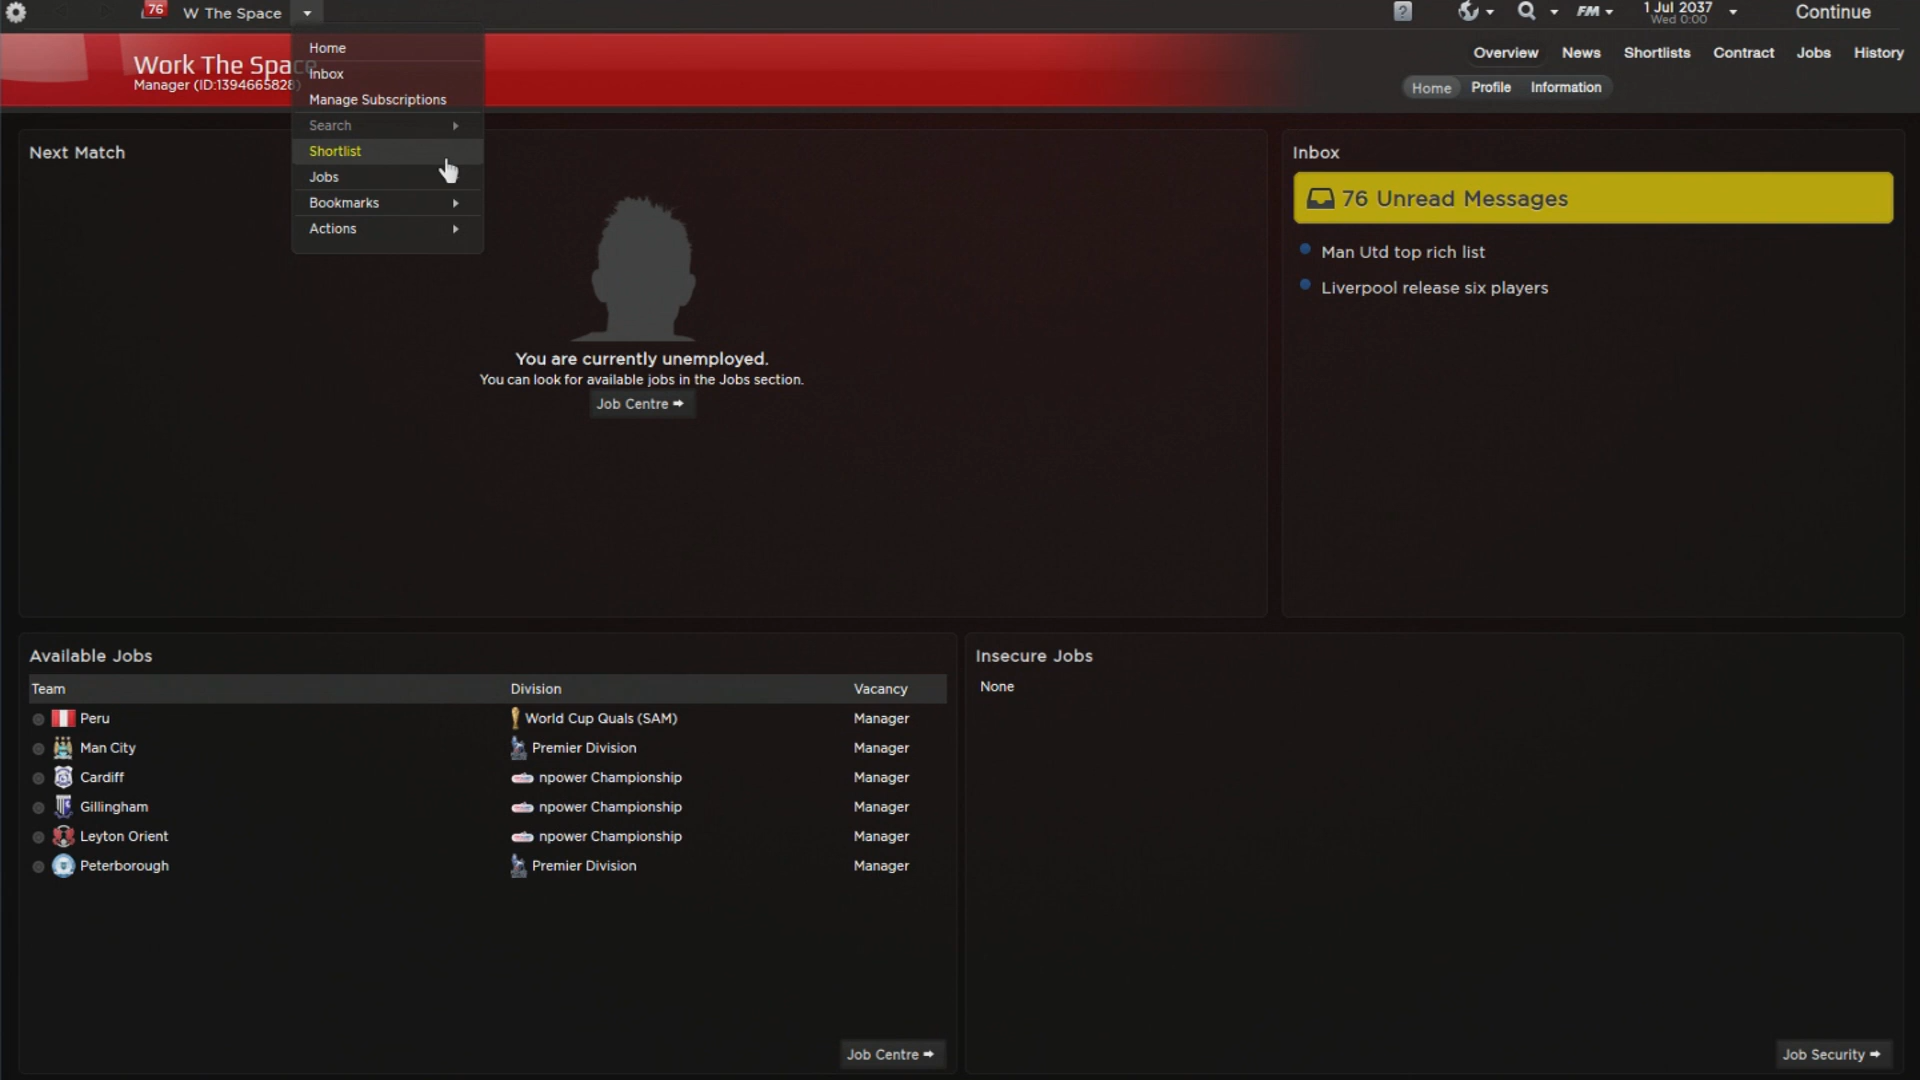 76 W The Space
? FM 1 Jul 2037 Continue
Wed 0:00
Work The Space
Manager (ID:1394665828)
Home
Inbox
Manage Subscriptions
Search
Shortlist
Jobs
Bookmarks
Actions
Overview News Shortlists Contract Jobs History
Home Profile Information
Next Match
You are currently unemployed.
You can look for available jobs in the Jobs section.
Job Centre
Inbox
76 Unread Messages
Man Utd top rich list
Liverpool release six players
Available Jobs
Team Division Vacancy
Peru World Cup Quals (SAM) Manager
Man City Premier Division Manager
Cardiff npower Championship Manager
Gillingham npower Championship Manager
Leyton Orient npower Championship Manager
Peterborough Premier Division Manager
Job Centre
Insecure Jobs
None
Job Security